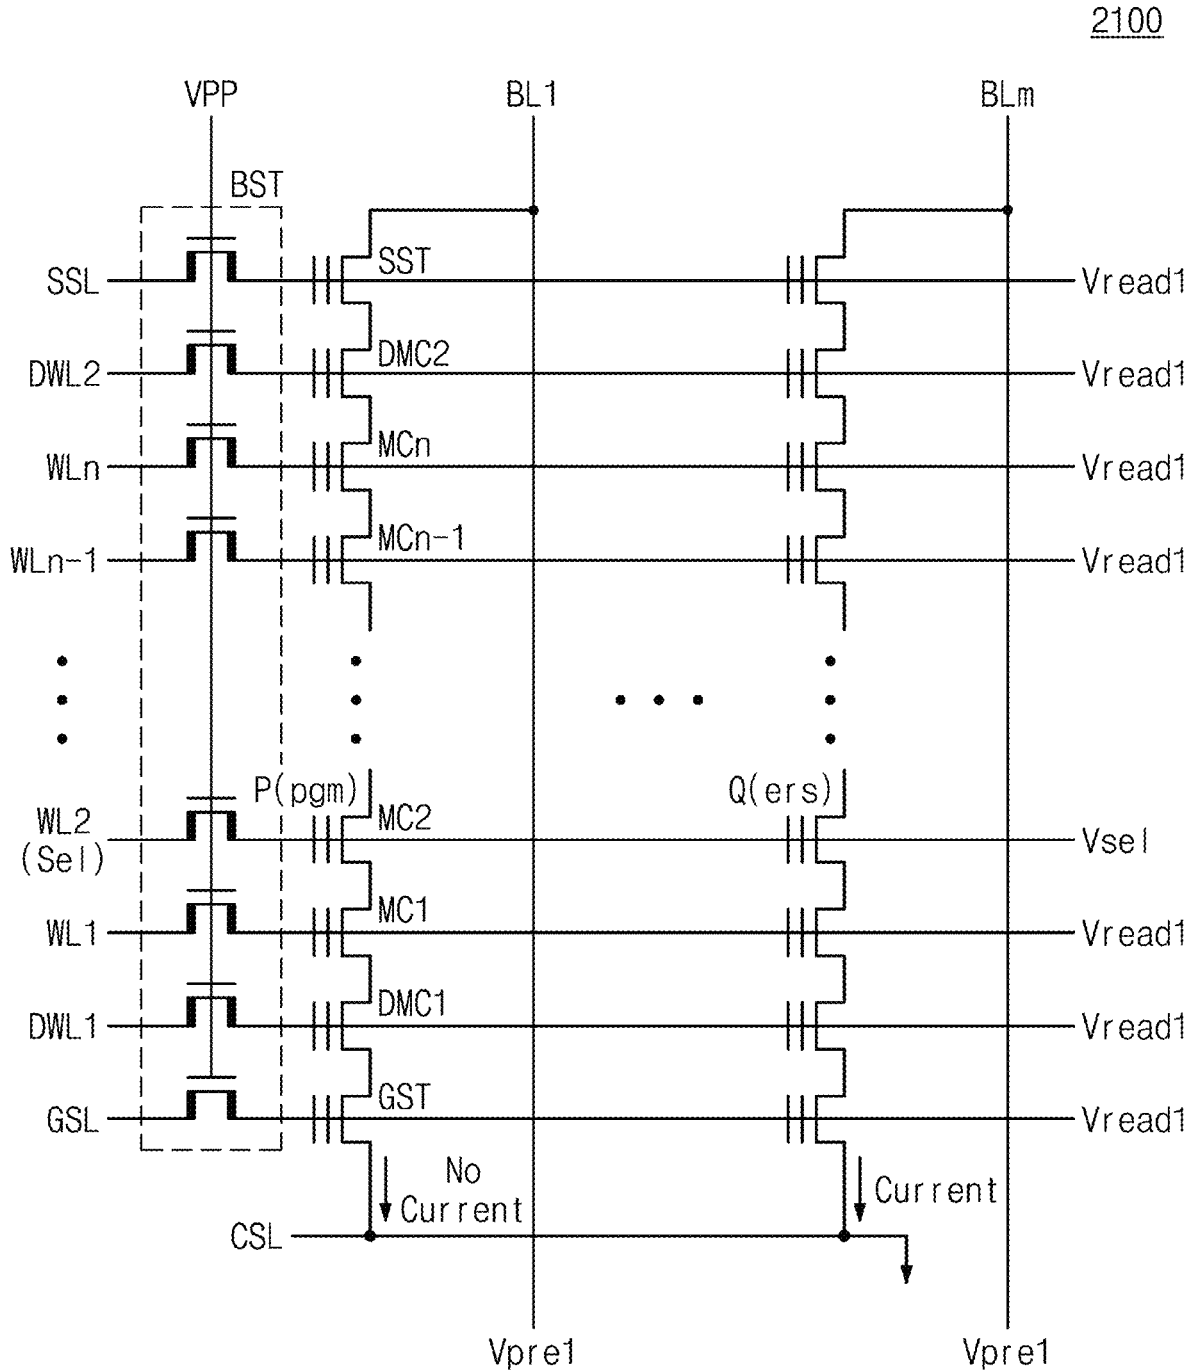 2100
VPP BL1 BLm
BST
SSL SST Vread1
DWL2 DMC2 Vread1
WLn MCn Vread1
WLn-1 MCn-1 Vread1
P(pgm) Q(ers)
WL2 MC2 Vsel
(Sel)
WL1 MC1 Vread1
DWL1 DMC1 Vread1
GSL GST Vread1
No
Current Current
CSL
Vpre1 Vpre1